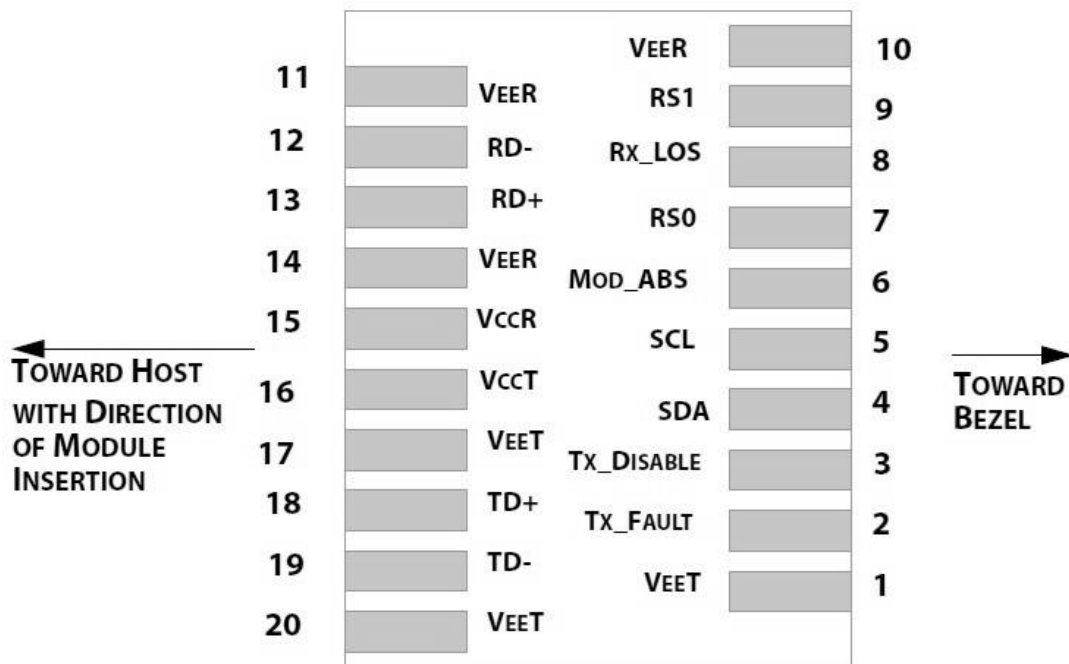 11
VEER
12
RD-
13
RD+
14
VEER
15
VCCR
16
VCCT
17
VEET
18
TD+
19
TD-
20
VEET
VEER
10
RS1
9
RX_LOS
8
RS0
7
MOD_ABS
6
SCL
5
SDA
4
TX_DISABLE
3
TX_FAULT
2
VEET
1
TOWARD HOST
WITH DIRECTION
OF MODULE
INSERTION
TOWARD
BEZEL